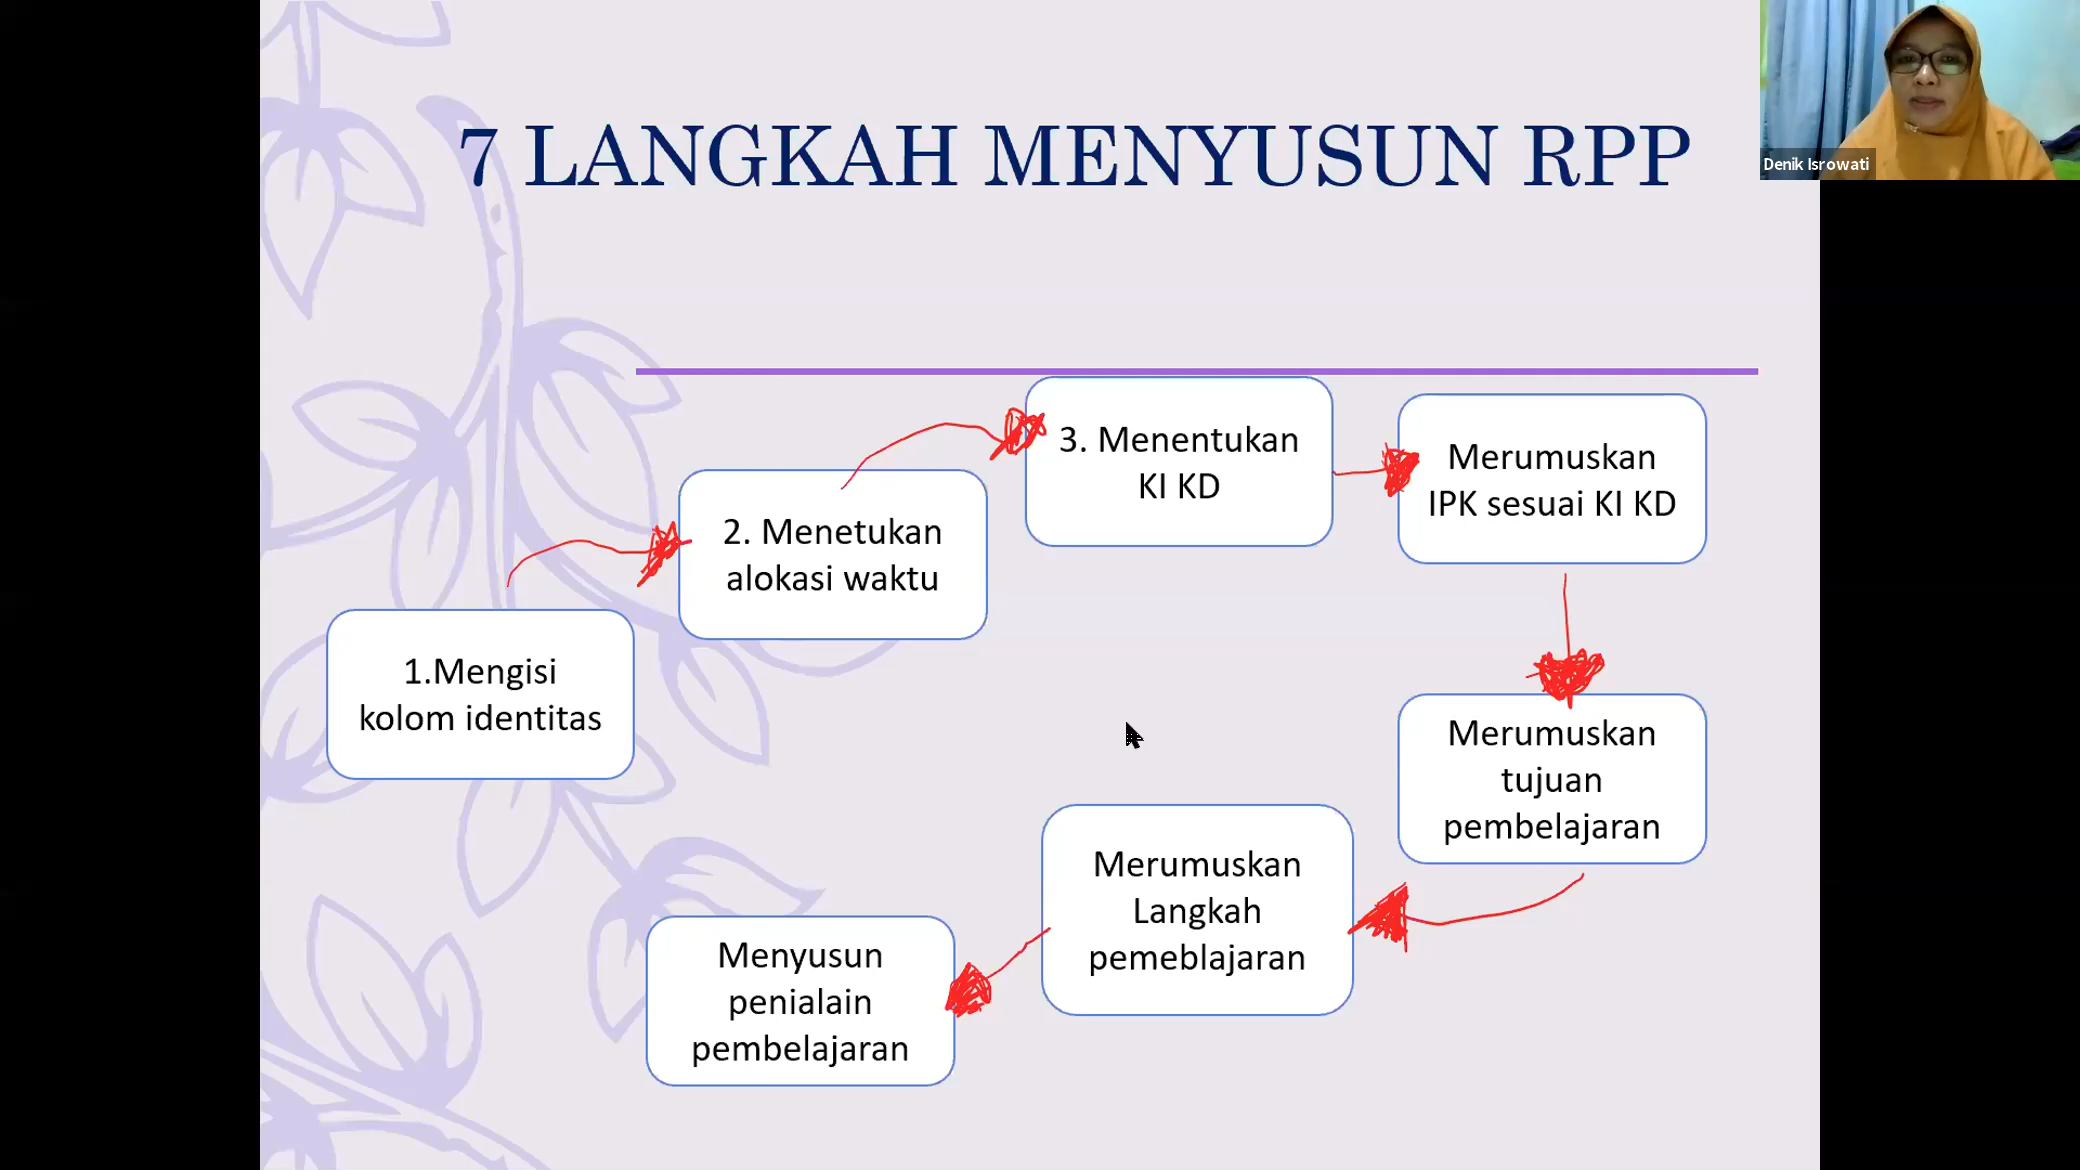 7 LANGKAH MENYUSUN RPP
Denik Isrowati
1.Mengisi
kolom identitas
2. Menetukan
alokasi waktu
3. Menentukan
KI KD
Merumuskan
IPK sesuai KI KD
Merumuskan
tujuan
pembelajaran
Merumuskan
Langkah
pemeblajaran
Menyusun
penialain
pembelajaran